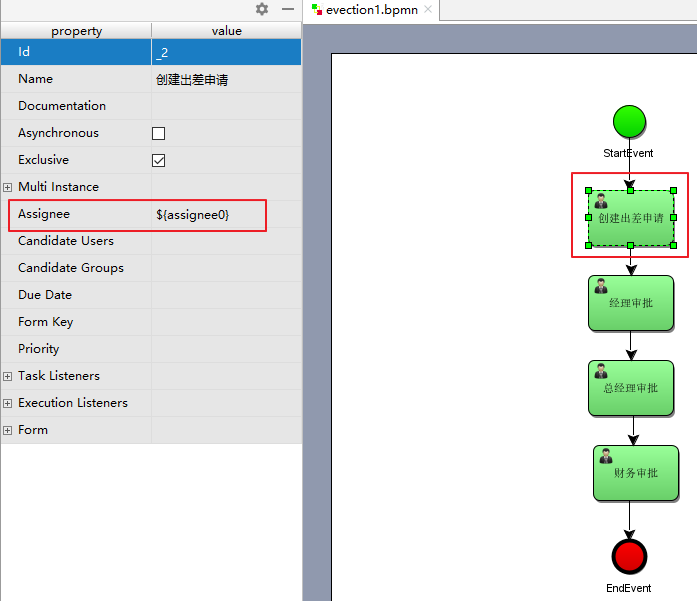 evection1.bpmn
property value
Id _2
Name 创建出差申请
Documentation
Asynchronous
Exclusive
Multi Instance
Assignee ${assignee0}
Candidate Users
Candidate Groups
Due Date
Form Key
Priority
Task Listeners
Execution Listeners
Form
StartEvent
创建出差申请
经理审批
总经理审批
财务审批
EndEvent